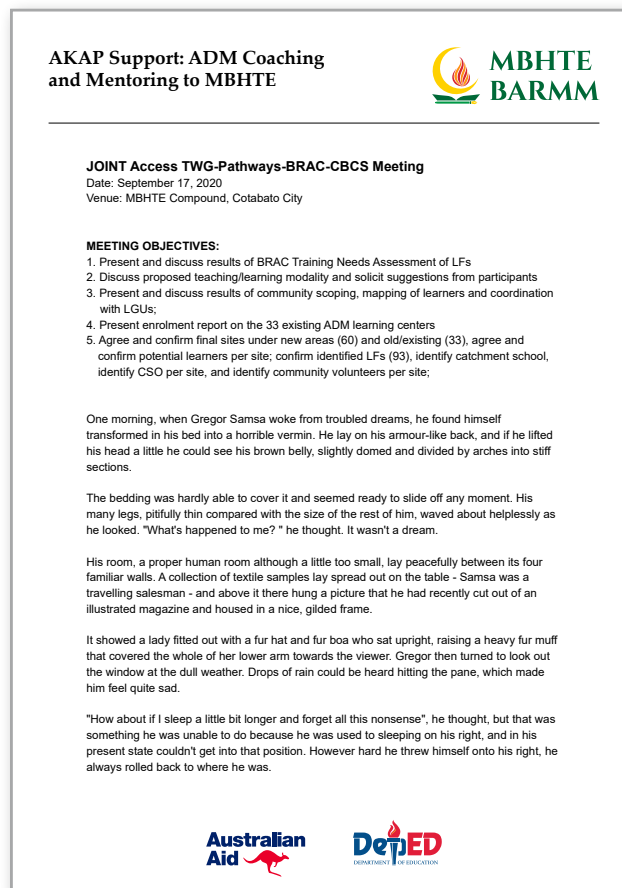 AKAP Support: ADM Coaching
and Mentoring to MBHTE
MBHTE
BARMM
JOINT Access TWG-Pathways-BRAC-CBCS Meeting
Date: September 17, 2020
Venue: MBHTE Compound, Cotabato City
MEETING OBJECTIVES:
1. Present and discuss results of BRAC Training Needs Assessment of LFs
2. Discuss proposed teaching/learning modality and solicit suggestions from participants
3. Present and discuss results of community scoping, mapping of learners and coordination
with LGUs;
4. Present enrolment report on the 33 existing ADM learning centers
5. Agree and confirm final sites under new areas (60) and old/existing (33), agree and
confirm potential learners per site; confirm identified LFs (93), identify catchment school,
identify CSO per site, and identify community volunteers per site;
One morning, when Gregor Samsa woke from troubled dreams, he found himself
transformed in his bed into a horrible vermin. He lay on his armour-like back, and if he lifted
his head a little he could see his brown belly, slightly domed and divided by arches into stiff
sections.
The bedding was hardly able to cover it and seemed ready to slide off any moment. His
many legs, pitifully thin compared with the size of the rest of him, waved about helplessly as
he looked. "What's happened to me? " he thought. It wasn't a dream.
His room, a proper human room although a little too small, lay peacefully between its four
familiar walls. A collection of textile samples lay spread out on the table - Samsa was a
travelling salesman - and above it there hung a picture that he had recently cut out of an
illustrated magazine and housed in a nice, gilded frame.
It showed a lady fitted out with a fur hat and fur boa who sat upright, raising a heavy fur muff
that covered the whole of her lower arm towards the viewer. Gregor then turned to look out
the window at the dull weather. Drops of rain could be heard hitting the pane, which made
him feel quite sad.
"How about if I sleep a little bit longer and forget all this nonsense", he thought, but that was
something he was unable to do because he was used to sleeping on his right, and in his
present state couldn't get into that position. However hard he threw himself onto his right, he
always rolled back to where he was.
Australian
Aid
DepED
DEPARTMENT OF EDUCATION